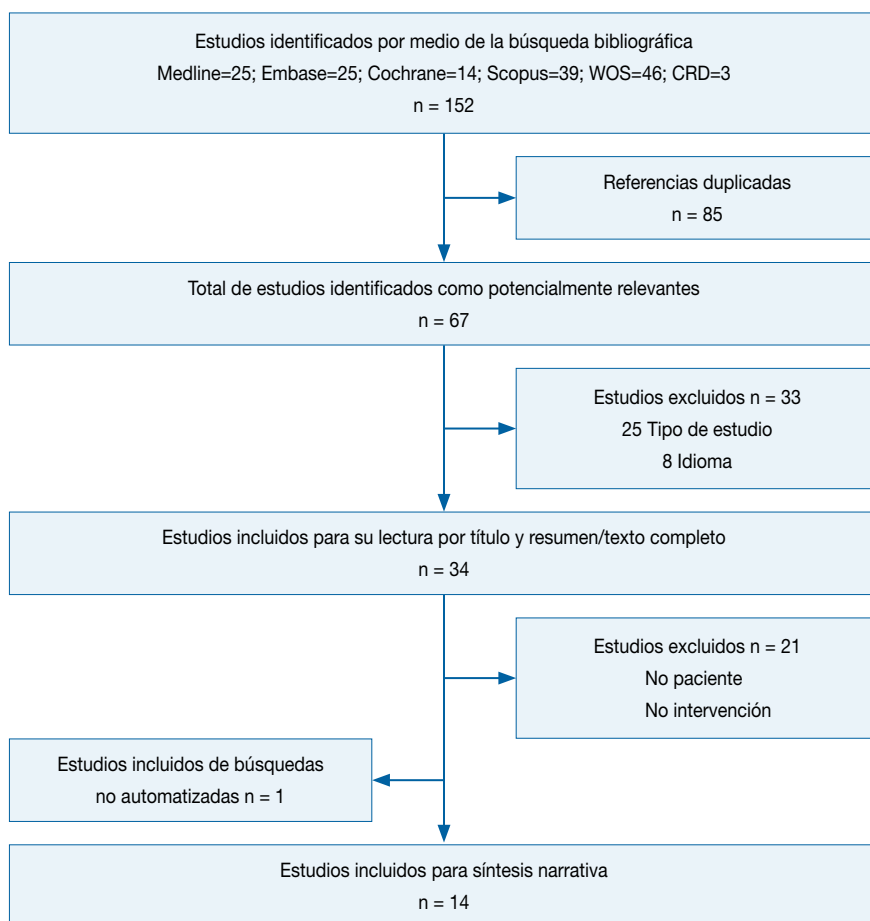 Estudios identificados por medio de la búsqueda bibliográfica
Medline=25; Embase=25; Cochrane=14; Scopus=39; WOS=46; CRD=3
n = 152
Referencias duplicadas
n = 85
Total de estudios identificados como potencialmente relevantes
n = 67
Estudios excluidos n = 33
25 Tipo de estudio
8 Idioma
Estudios incluidos para su lectura por título y resumen/texto completo
n = 34
Estudios excluidos n = 21
No paciente
No intervención
Estudios incluidos de búsquedas
no automatizadas n = 1
Estudios incluidos para síntesis narrativa
n = 14